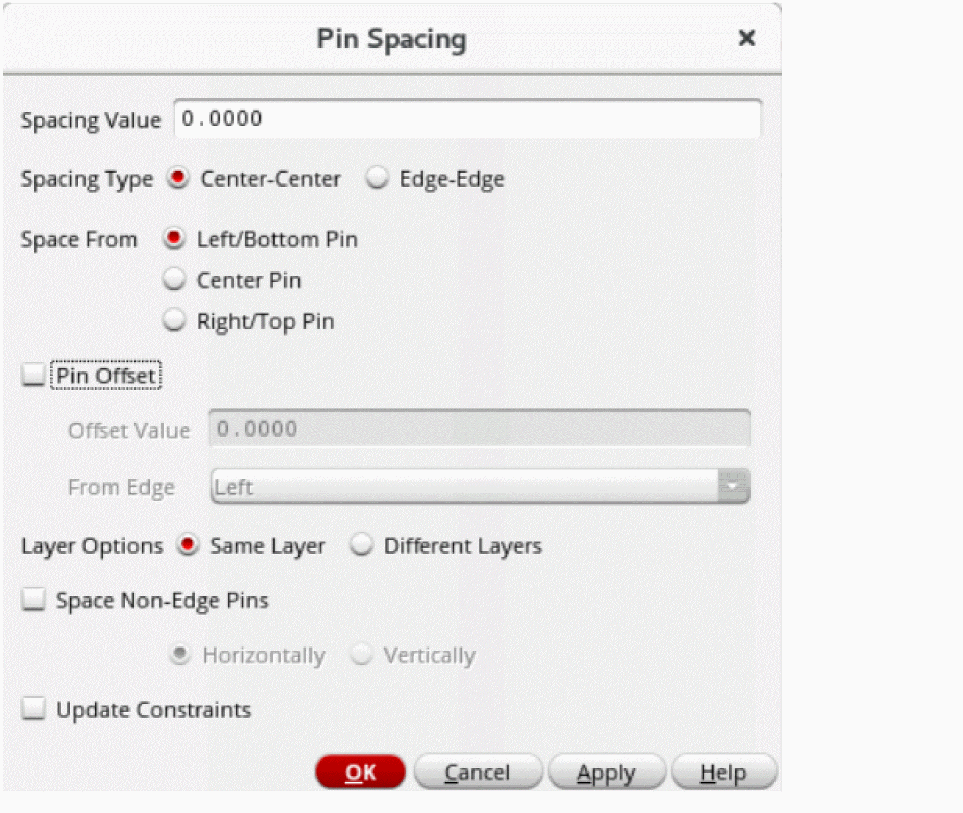 Pin Spacing
Spacing Value 0.0000
Spacing Type Center-Center Edge-Edge
Space From Left/Bottom Pin
Center Pin
Right/Top Pin
Pin Offset
Offset Value 0.0000
From Edge Left
Layer Options Same Layer Different Layers
Space Non-Edge Pins
Horizontally Vertically
Update Constraints
OK Cancel Apply Help